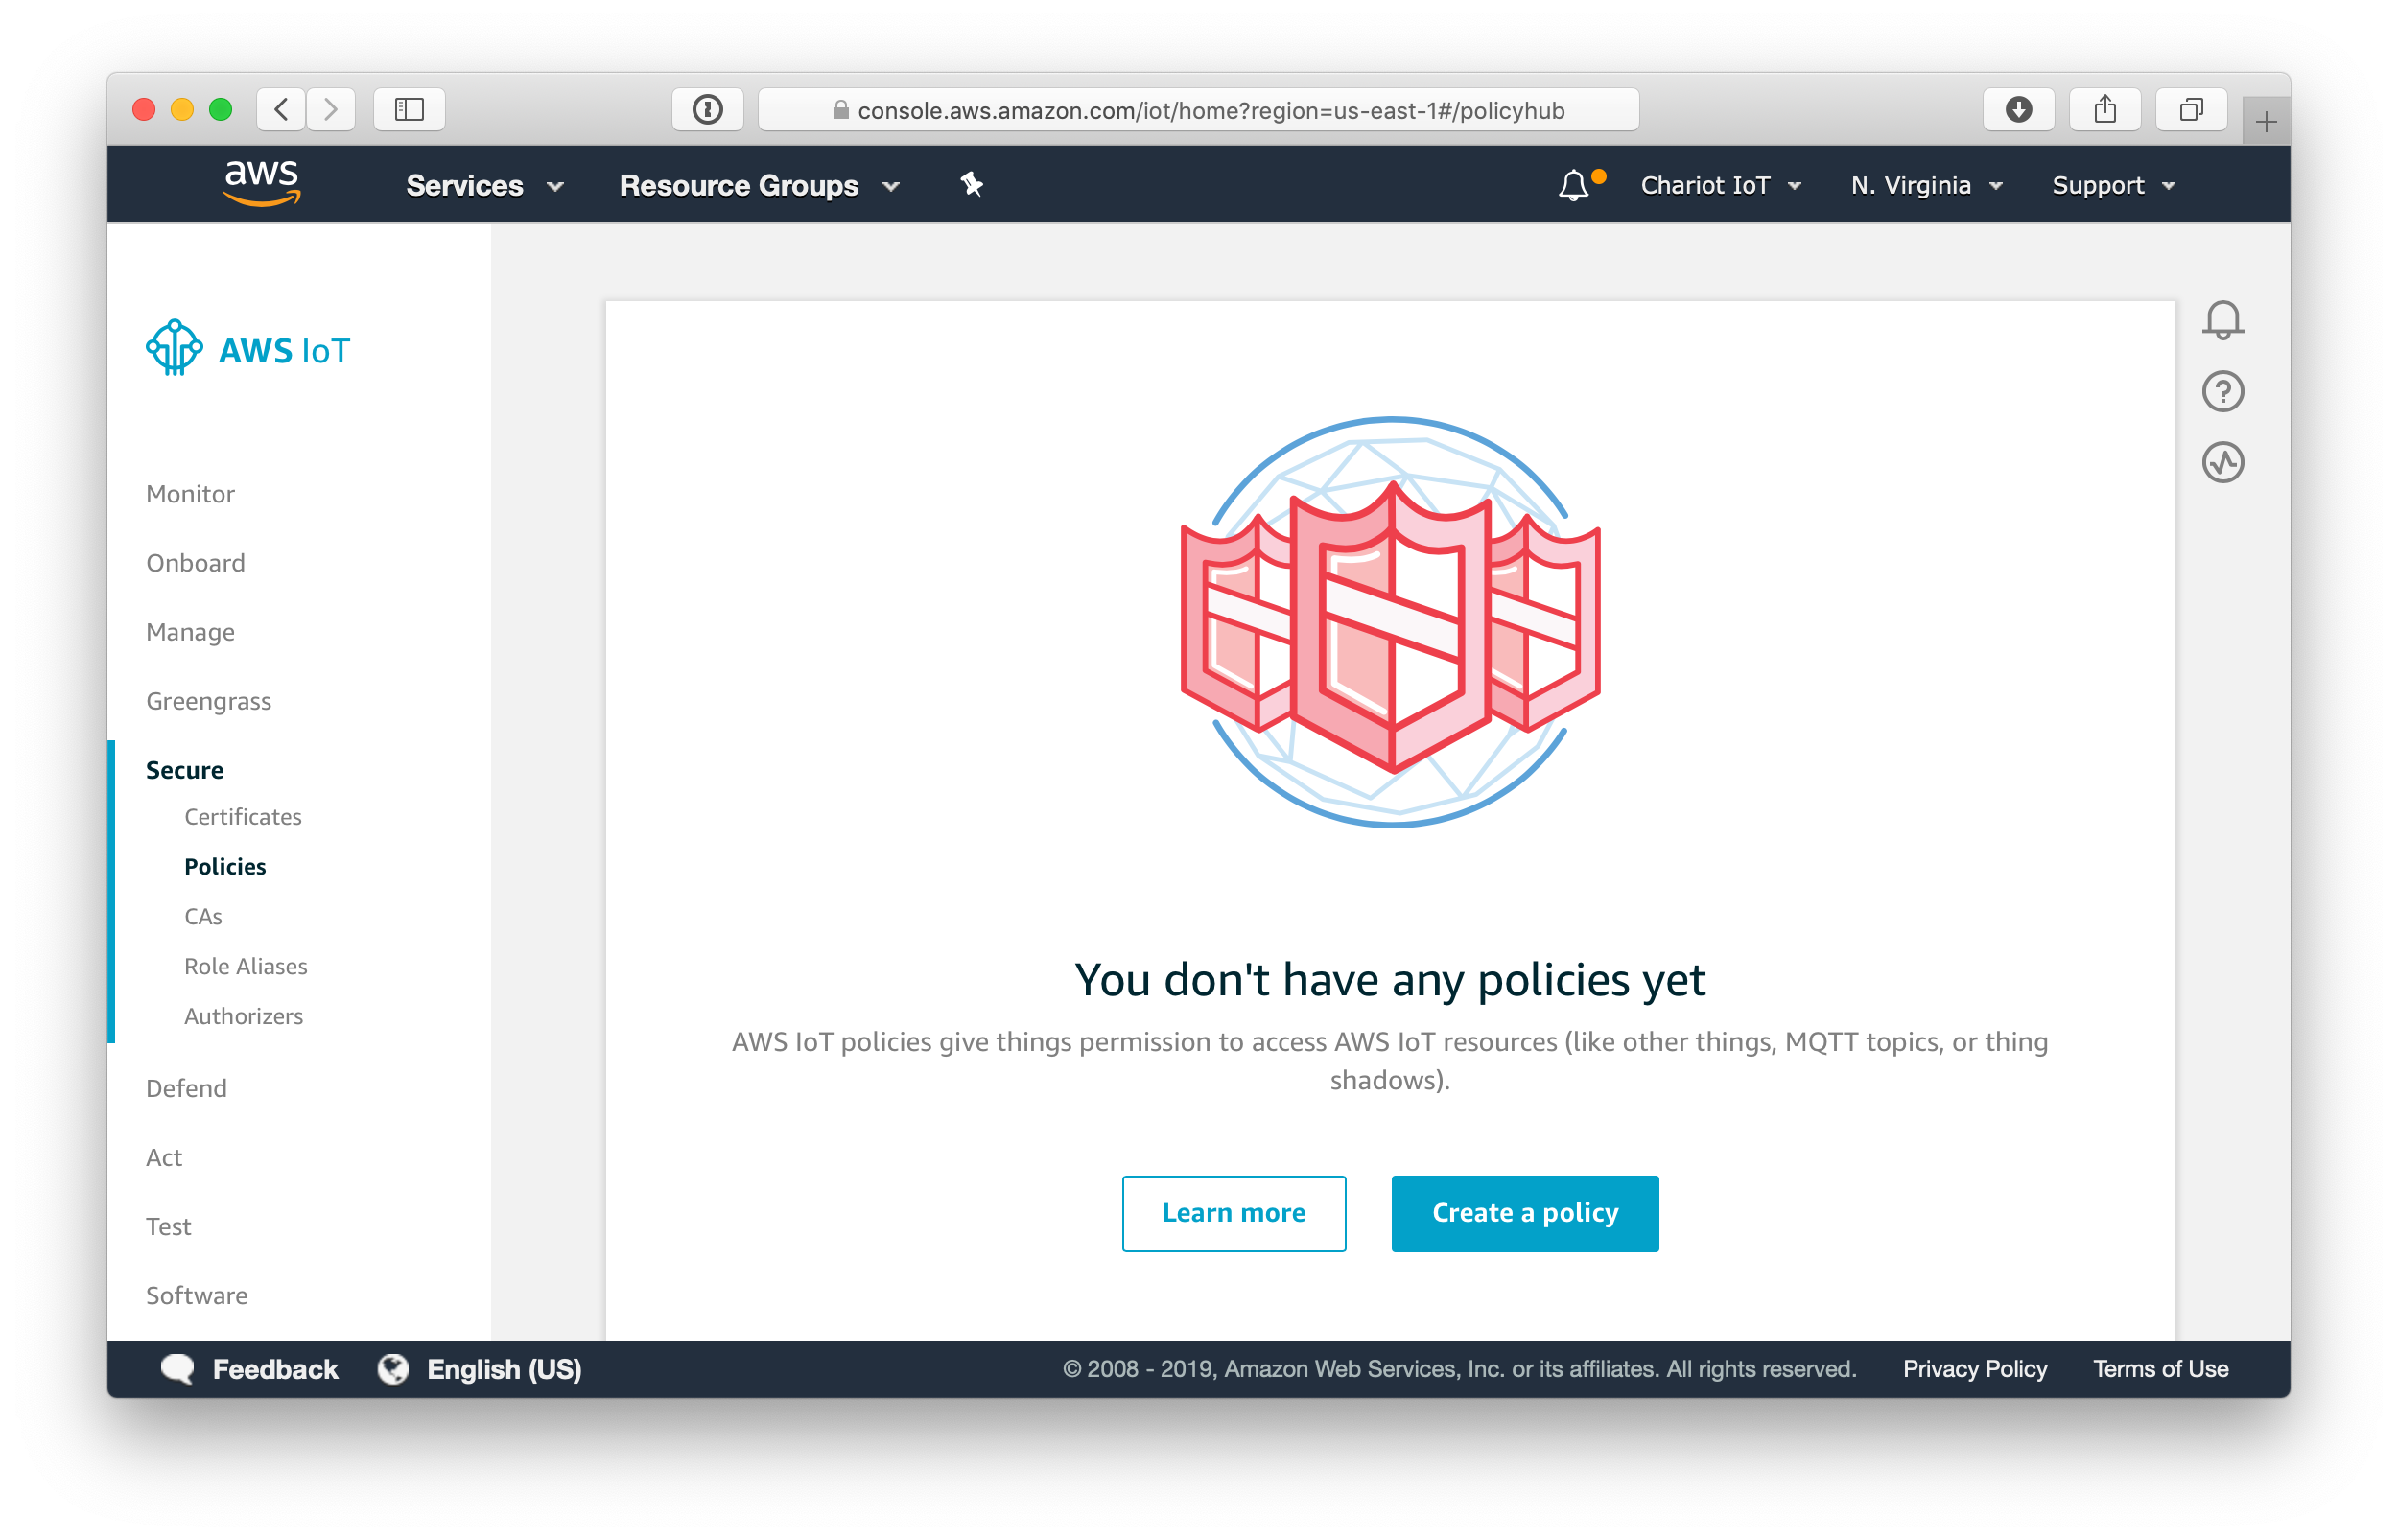 console.aws.amazon.com/iot/home?region=us-east-1#/policyhub
aws
Services
Resource Groups
Chariot IoT
N. Virginia
Support
AWS IoT
Monitor
Onboard
Manage
Greengrass
Secure
Certificates
Policies
CAs
Role Aliases
Authorizers
Defend
Act
Test
Software
You don't have any policies yet
AWS IoT policies give things permission to access AWS IoT resources (like other things, MQTT topics, or thing
shadows).
Learn more
Create a policy
Feedback
English (US)
© 2008 - 2019, Amazon Web Services, Inc. or its affiliates. All rights reserved.
Privacy Policy
Terms of Use